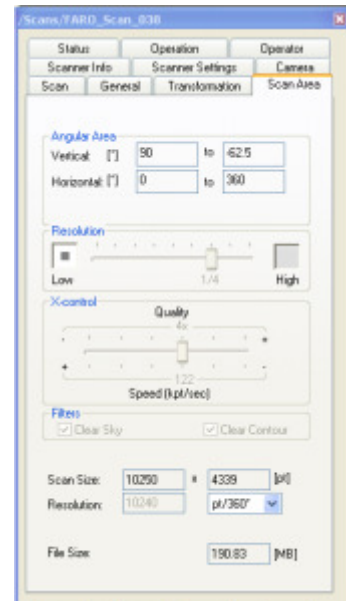 /Scans/FARO_Scan_030
Status Operation Operator
Scanner Info Scanner Settings Camera
Scan General Transformation Scan Area
Angular Area
Vertical: [°] 90 to -62.5
Horizontal: [°] 0 to 360
Resolution
Low 1/4 High
X-control
Quality
4x
- +
+ -
122
Speed (kpt/sec)
Filters
Clear Sky Clear Contour
Scan Size: 10250 x 4339 [pt]
Resolution: 10240 pt/360°
File Size: 190.83 [MB]